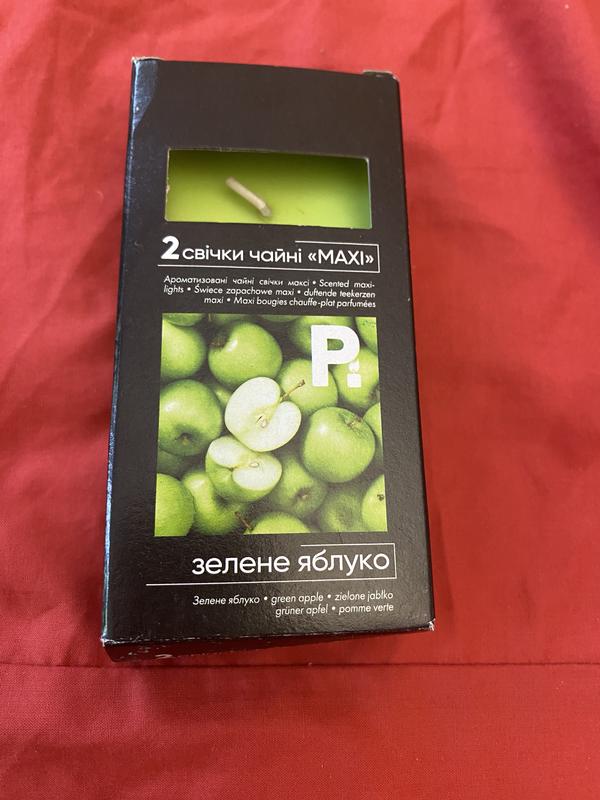 2 свічки чайні «MAXI»
Ароматизовані чайні свічки максі • Scented maxi-
lights • Świece zapachowe maxi • duftende teekerzen
maxi • Maxi bougies chauffe-plat parfumées
P.
зелене яблуко
Зелене яблуко • green apple • zielone jabłko
grüner apfel • pomme verte